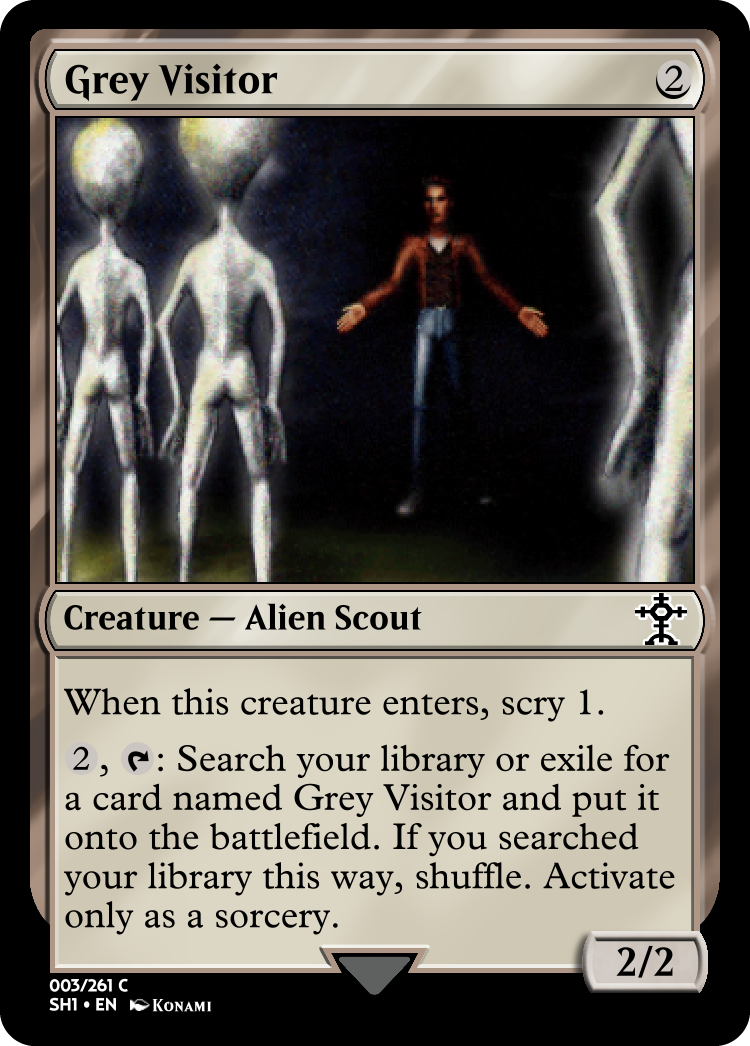 Grey Visitor 2
Creature — Alien Scout
When this creature enters, scry 1.
2, : Search your library or exile for
a card named Grey Visitor and put it
onto the battlefield. If you searched
your library this way, shuffle. Activate
only as a sorcery.
2/2
003/261 C
SH1 • EN KONAMI